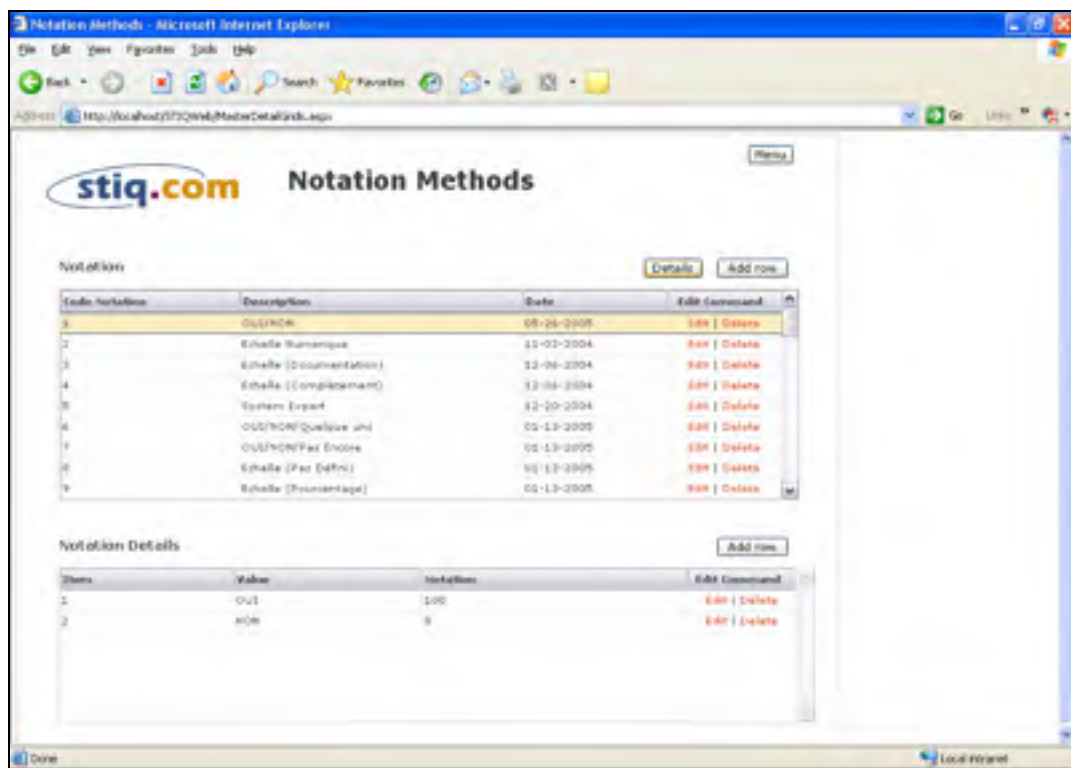 Notation Methods - Microsoft Internet Explorer
File Edit View Favorites Tools Help
Back Search Favorites
Address http://localhost/STIQWeb/MasterDetailGrids.aspx Go Links
Menu
stiq.com Notation Methods
Notation Details Add row
Code Notation Description Date Edit Command
1 OUI/NON 05-26-2005 Edit | Delete
2 Echelle Numerique 11-02-2004 Edit | Delete
3 Echelle (Documentation) 12-06-2004 Edit | Delete
4 Echelle (Complètement) 12-06-2004 Edit | Delete
5 System Expert 12-20-2004 Edit | Delete
6 OUI/NON/Quelque uns 01-13-2005 Edit | Delete
7 OUI/NON/Pas Encore 01-13-2005 Edit | Delete
8 Echelle (Pas Défini) 01-13-2005 Edit | Delete
9 Echelle (Pourcentage) 01-13-2005 Edit | Delete
Notation Details Add row
Items Value Notation Edit Command
1 OUI 100 Edit | Delete
2 NON Edit | Delete
Done Local intranet